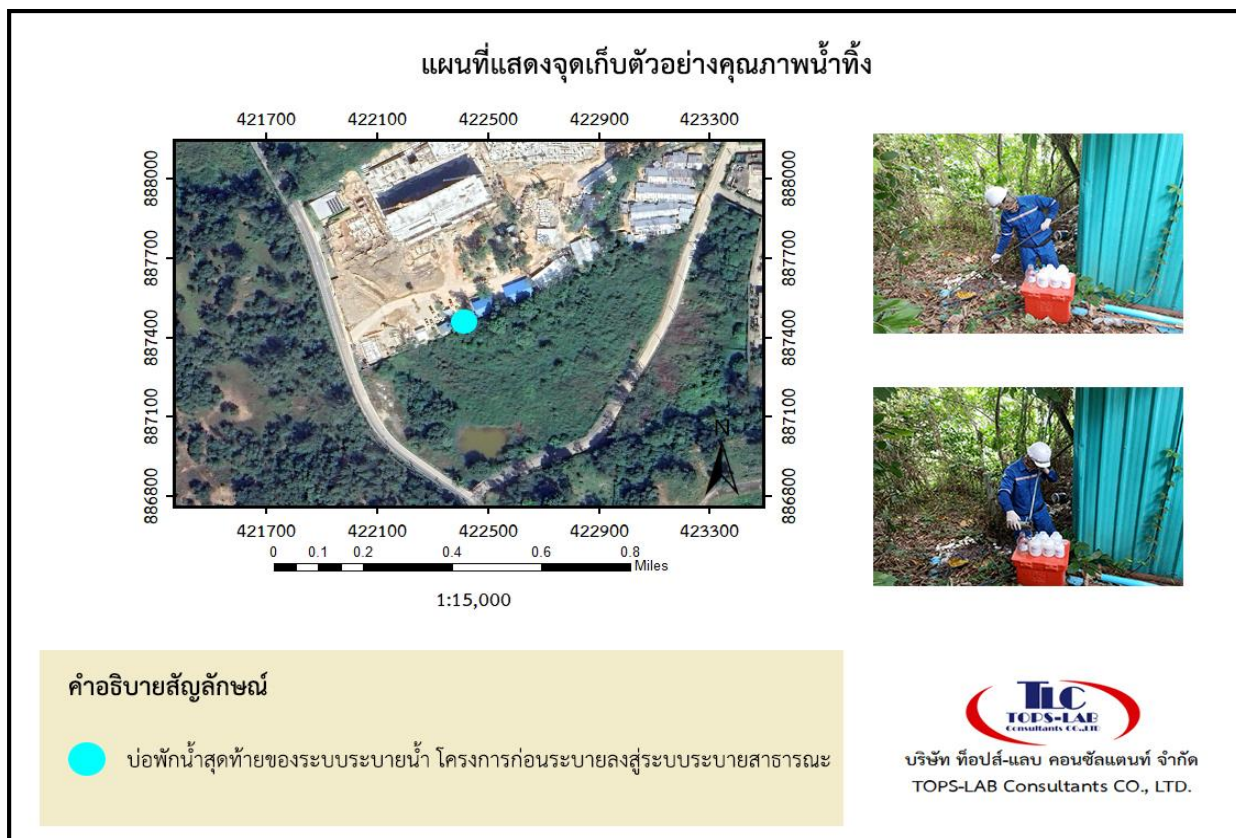 แผนที่แสดงจุดเก็บตัวอย่างคุณภาพน้ำทิ้ง
421700 422100 422500 422900 423300
888000 888000
887700 887700
887400 887400
887100 887100
886800 886800
N
421700 422100 422500 422900 423300
0 0.1 0.2 0.4 0.6 0.8
Miles
1:15,000
คำอธิบายสัญลักษณ์
บ่อพักน้ำสุดท้ายของระบบระบายน้ำ โครงการก่อนระบายลงสู่ระบบระบายสาธารณะ
TLC
TOPS-LAB
Consultants CO.,LTD
บริษัท ท็อปส์-แลบ คอนซัลแตนท์ จำกัด
TOPS-LAB Consultants CO., LTD.